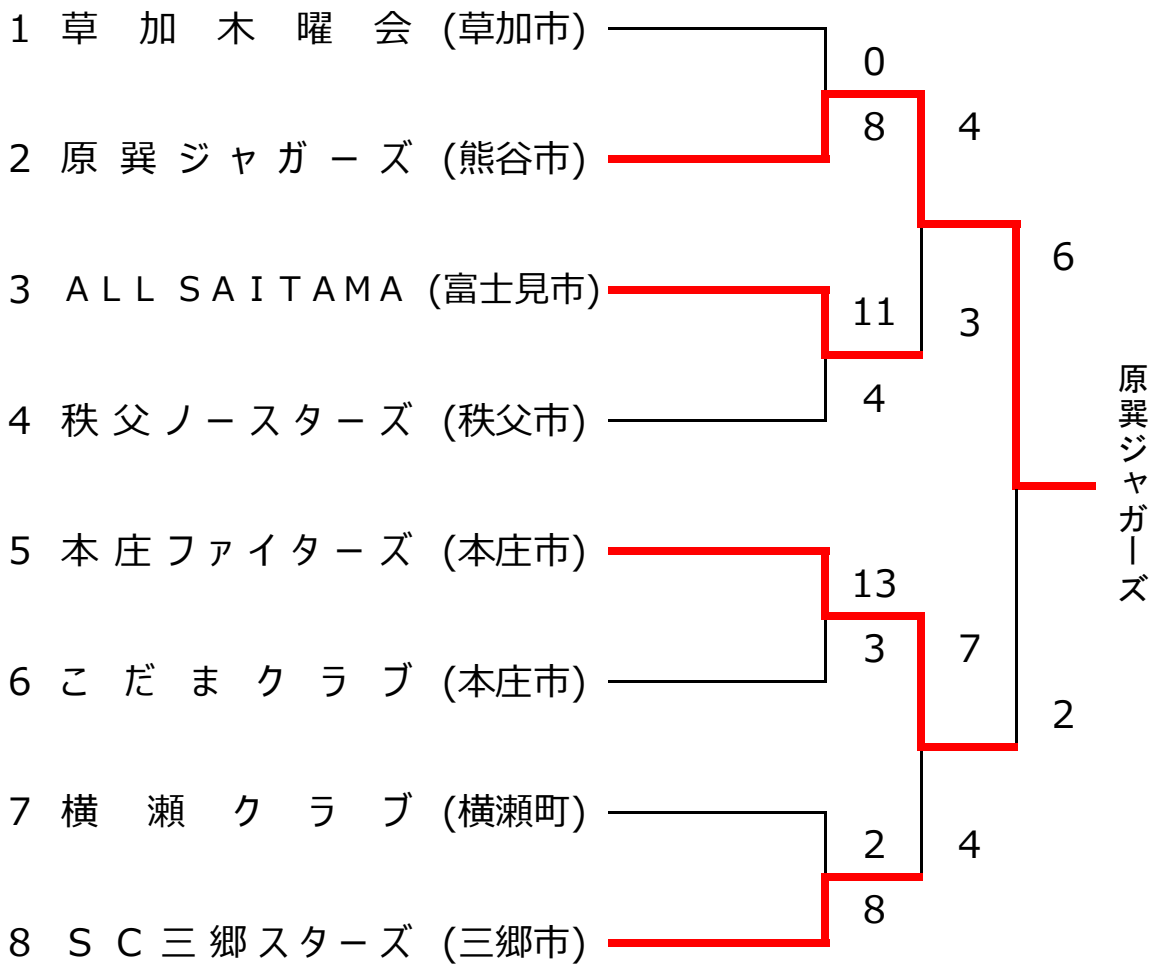 1 草加木曜会 (草加市)
0
8
4
2 原巽ジャガーズ (熊谷市)
6
3 ALL SAITAMA (富士見市)
11
3
4
4 秩父ノースターズ (秩父市)
原巽ジャガーズ
5 本庄ファイターズ (本庄市)
13
3
7
6 こだまクラブ (本庄市)
2
7 横瀬クラブ (横瀬町)
2
4
8
8 SC三郷スターズ (三郷市)